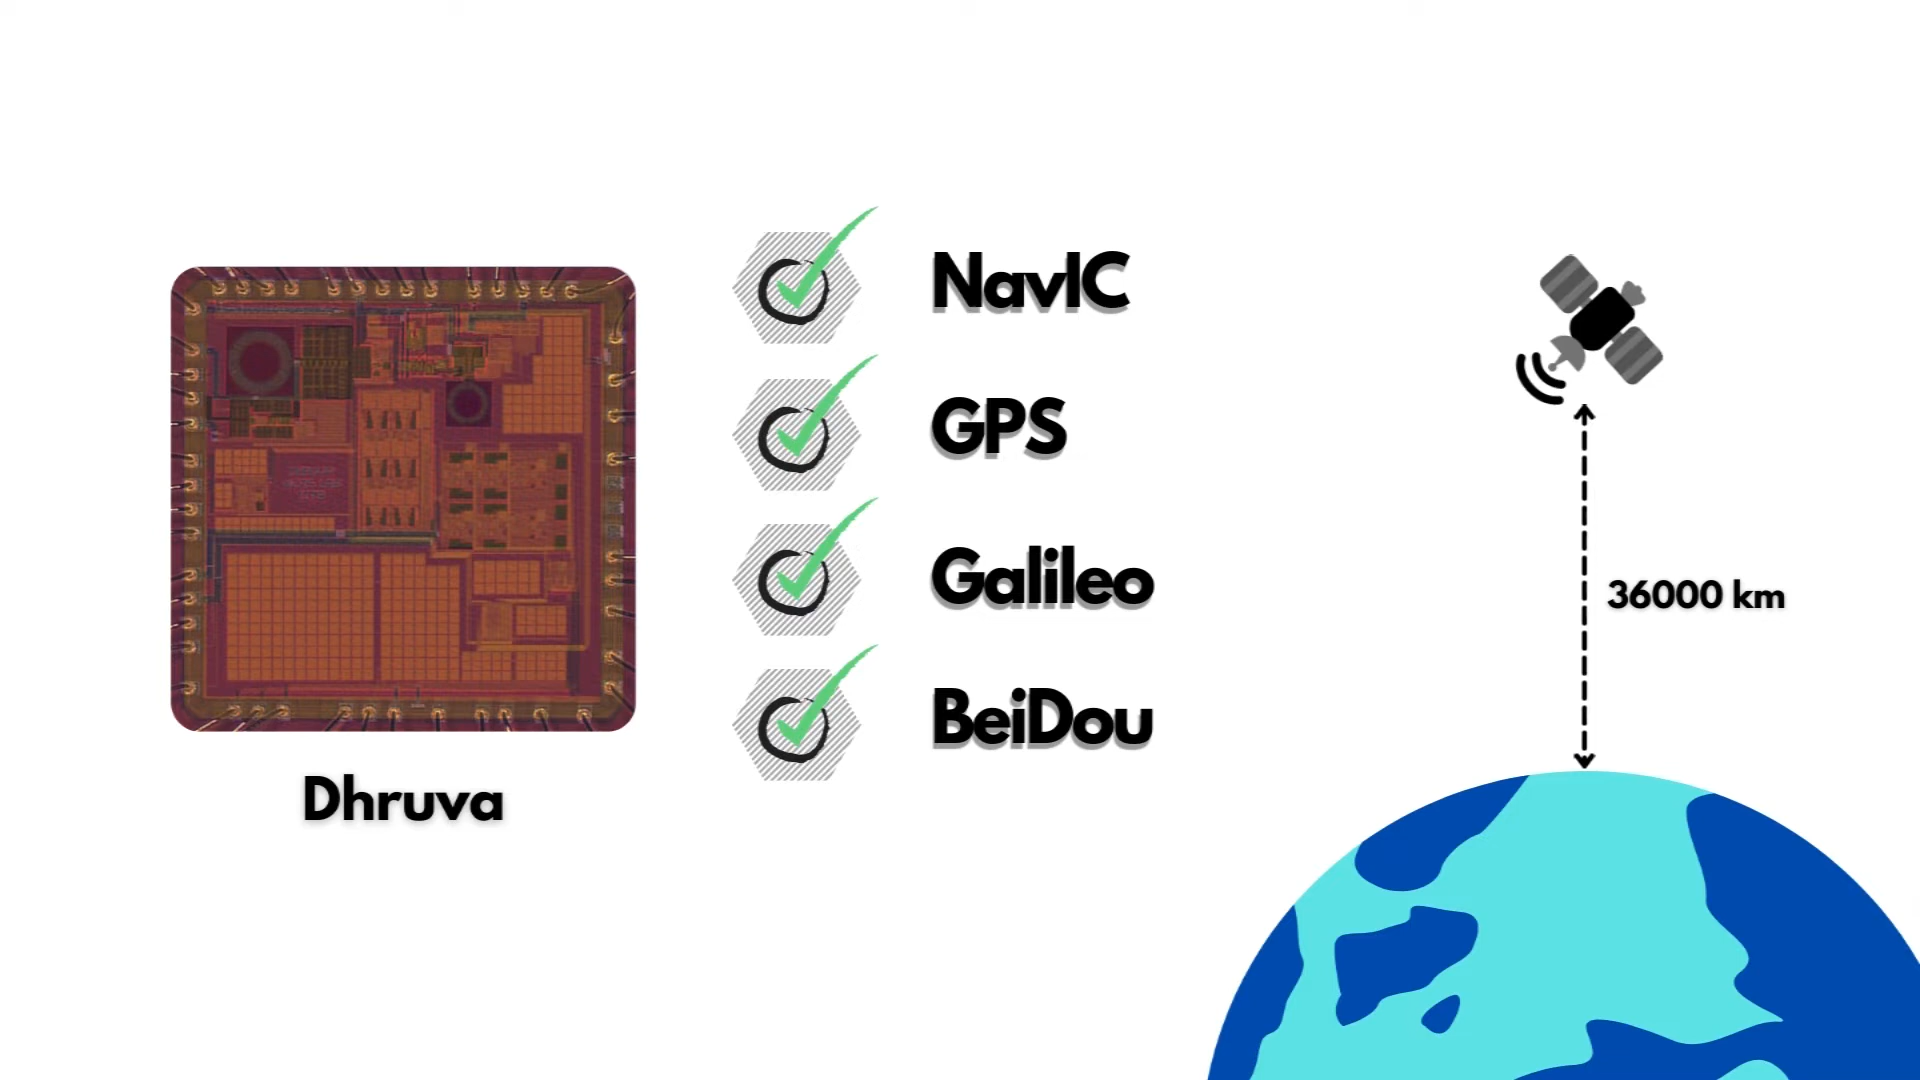 NavIC
GPS
Galileo
BeiDou
Dhruva
36000 km